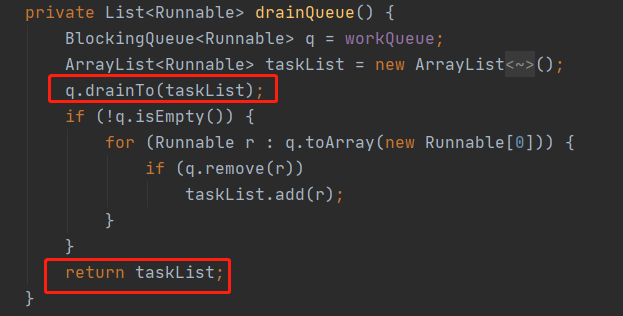 private List<Runnable> drainQueue() {
BlockingQueue<Runnable> q = workQueue;
ArrayList<Runnable> taskList = new ArrayList<~>();
q.drainTo(taskList);
if (!q.isEmpty()) {
for (Runnable r : q.toArray(new Runnable[0])) {
if (q.remove(r))
taskList.add(r);
}
}
return taskList;
}